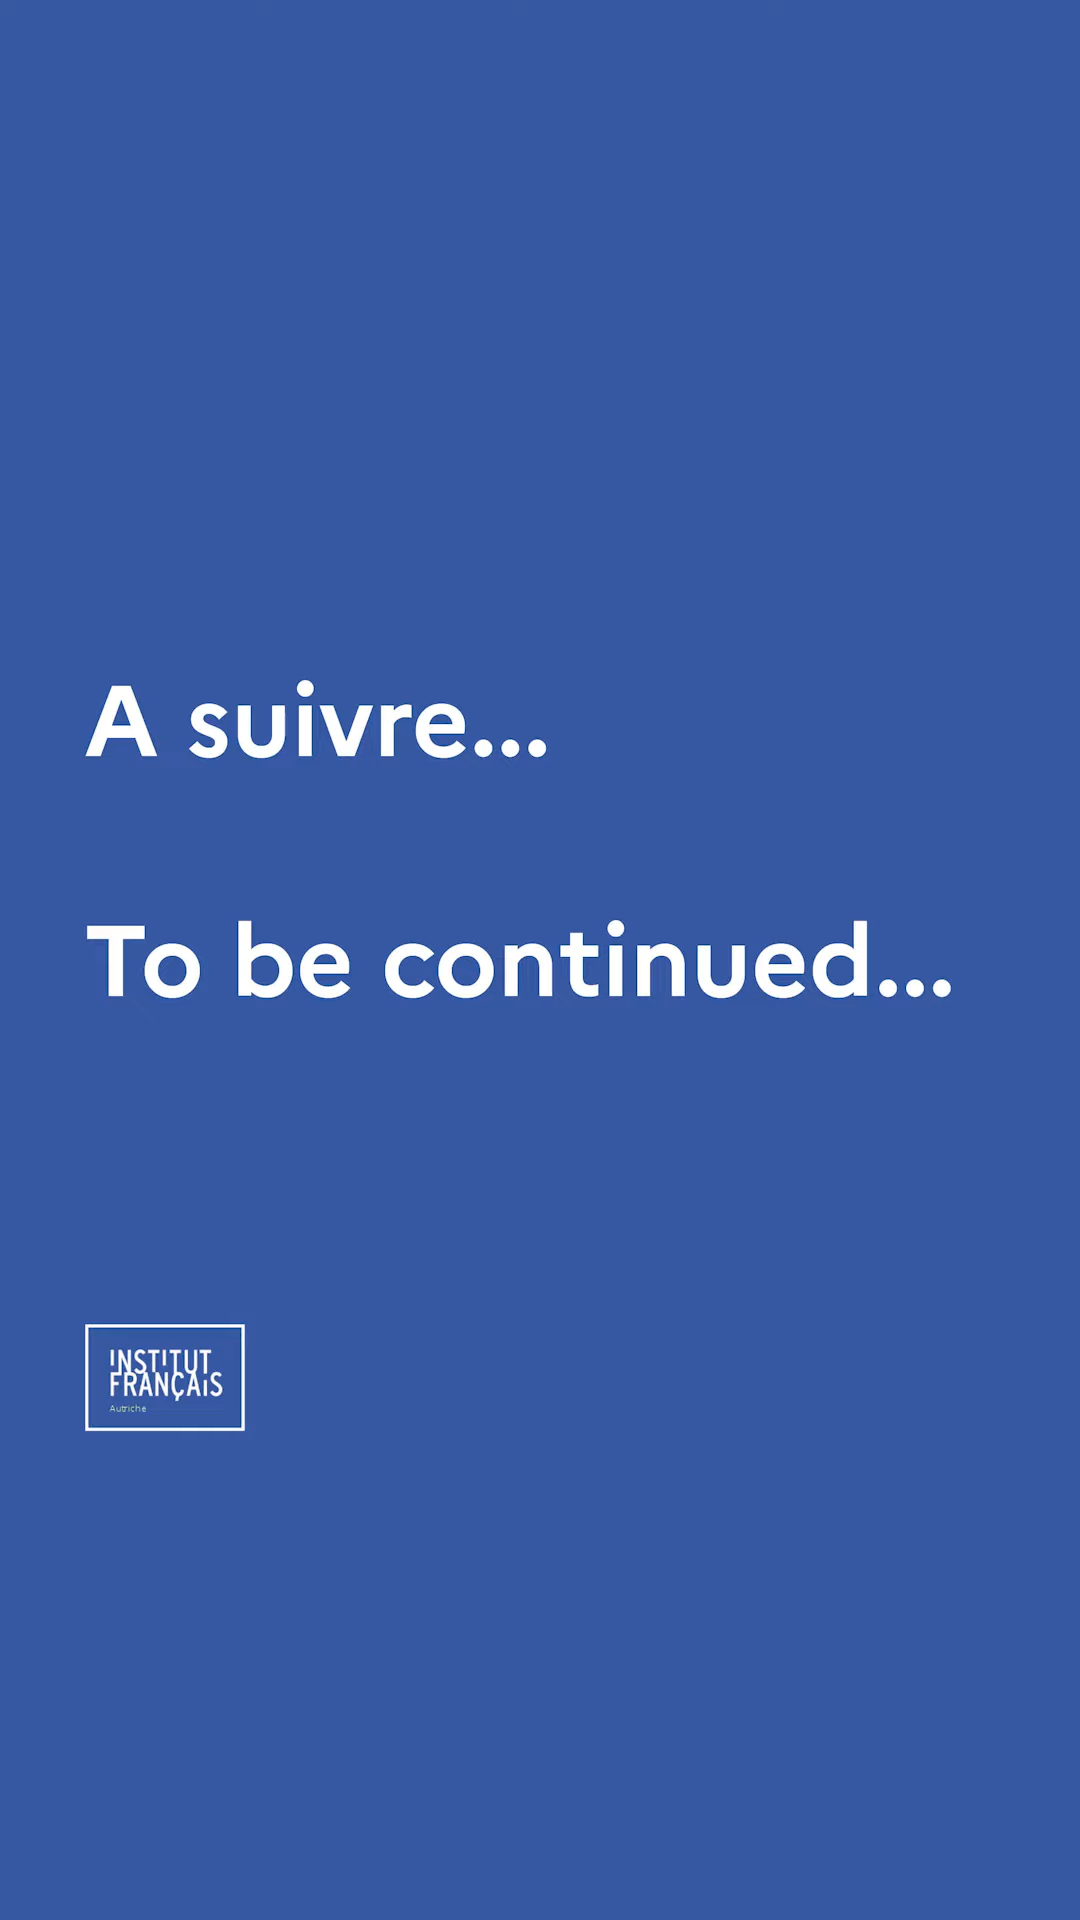 A suivre...
To be continued...
INSTITUT
FRANÇAIS
Autriche